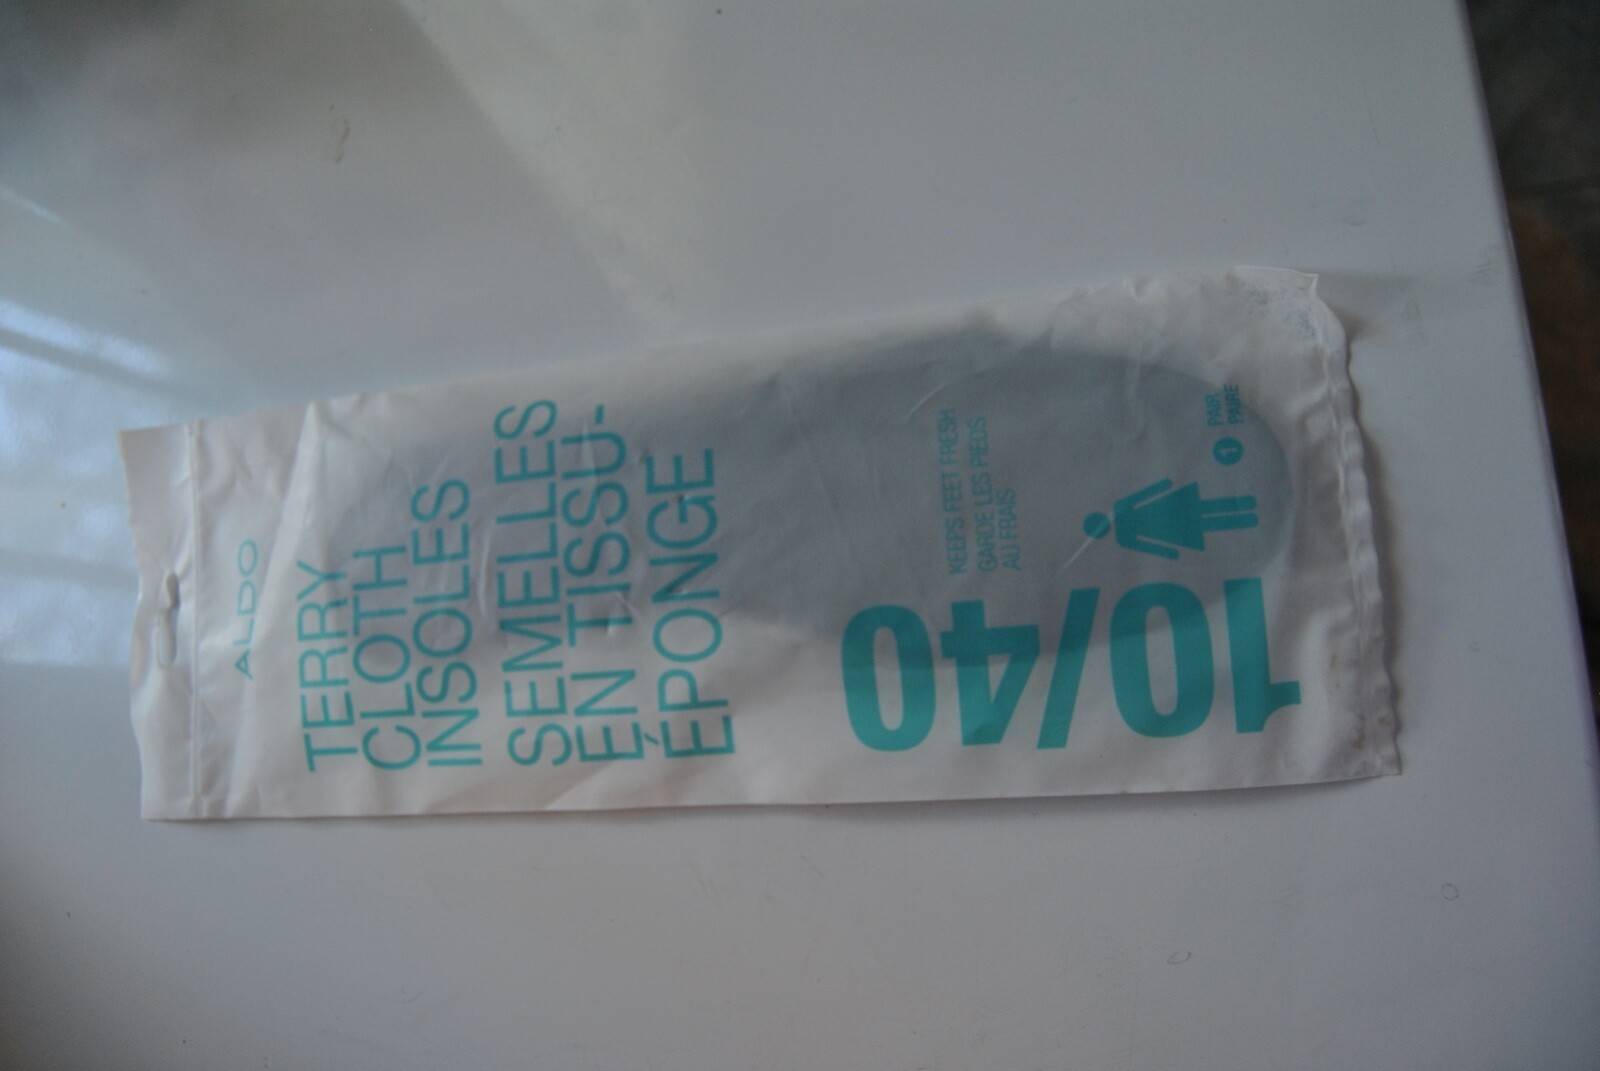 ALDO
TERRY
CLOTH
INSOLES
SEMELLES
EN TISSU-
ÉPONGE
KEEPS FEET FRESH
GARDE LES PIEDS
AU FRAIS
10/40
1 PAIR
PAIRE